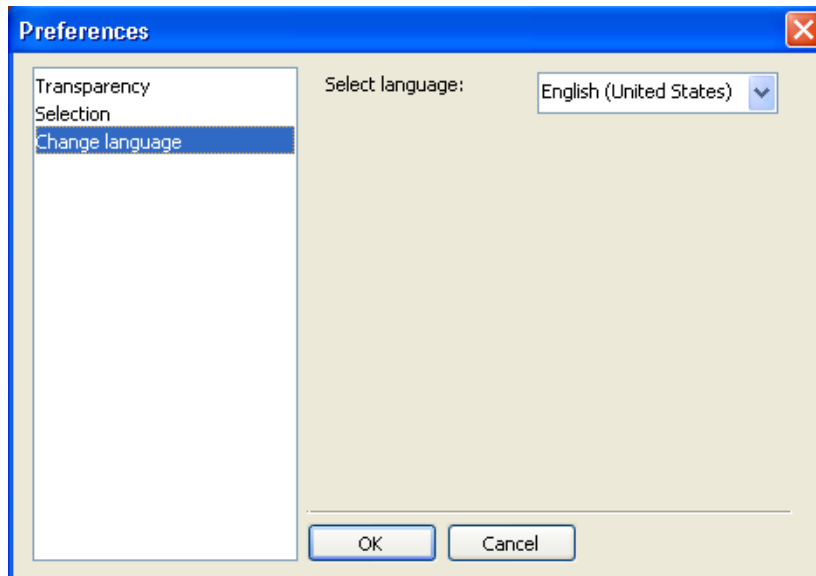 Preferences
Transparency
Selection
Change language
Select language:
English (United States)
OK
Cancel